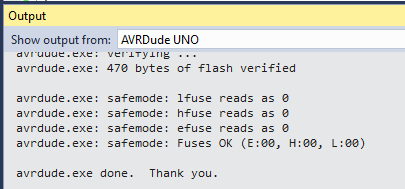 Output
Show output from: AVRDude UNO
avrdude.exe: verifying ...
avrdude.exe: 470 bytes of flash verified
avrdude.exe: safemode: lfuse reads as 0
avrdude.exe: safemode: hfuse reads as 0
avrdude.exe: safemode: efuse reads as 0
avrdude.exe: safemode: Fuses OK (E:00, H:00, L:00)
avrdude.exe done.  Thank you.